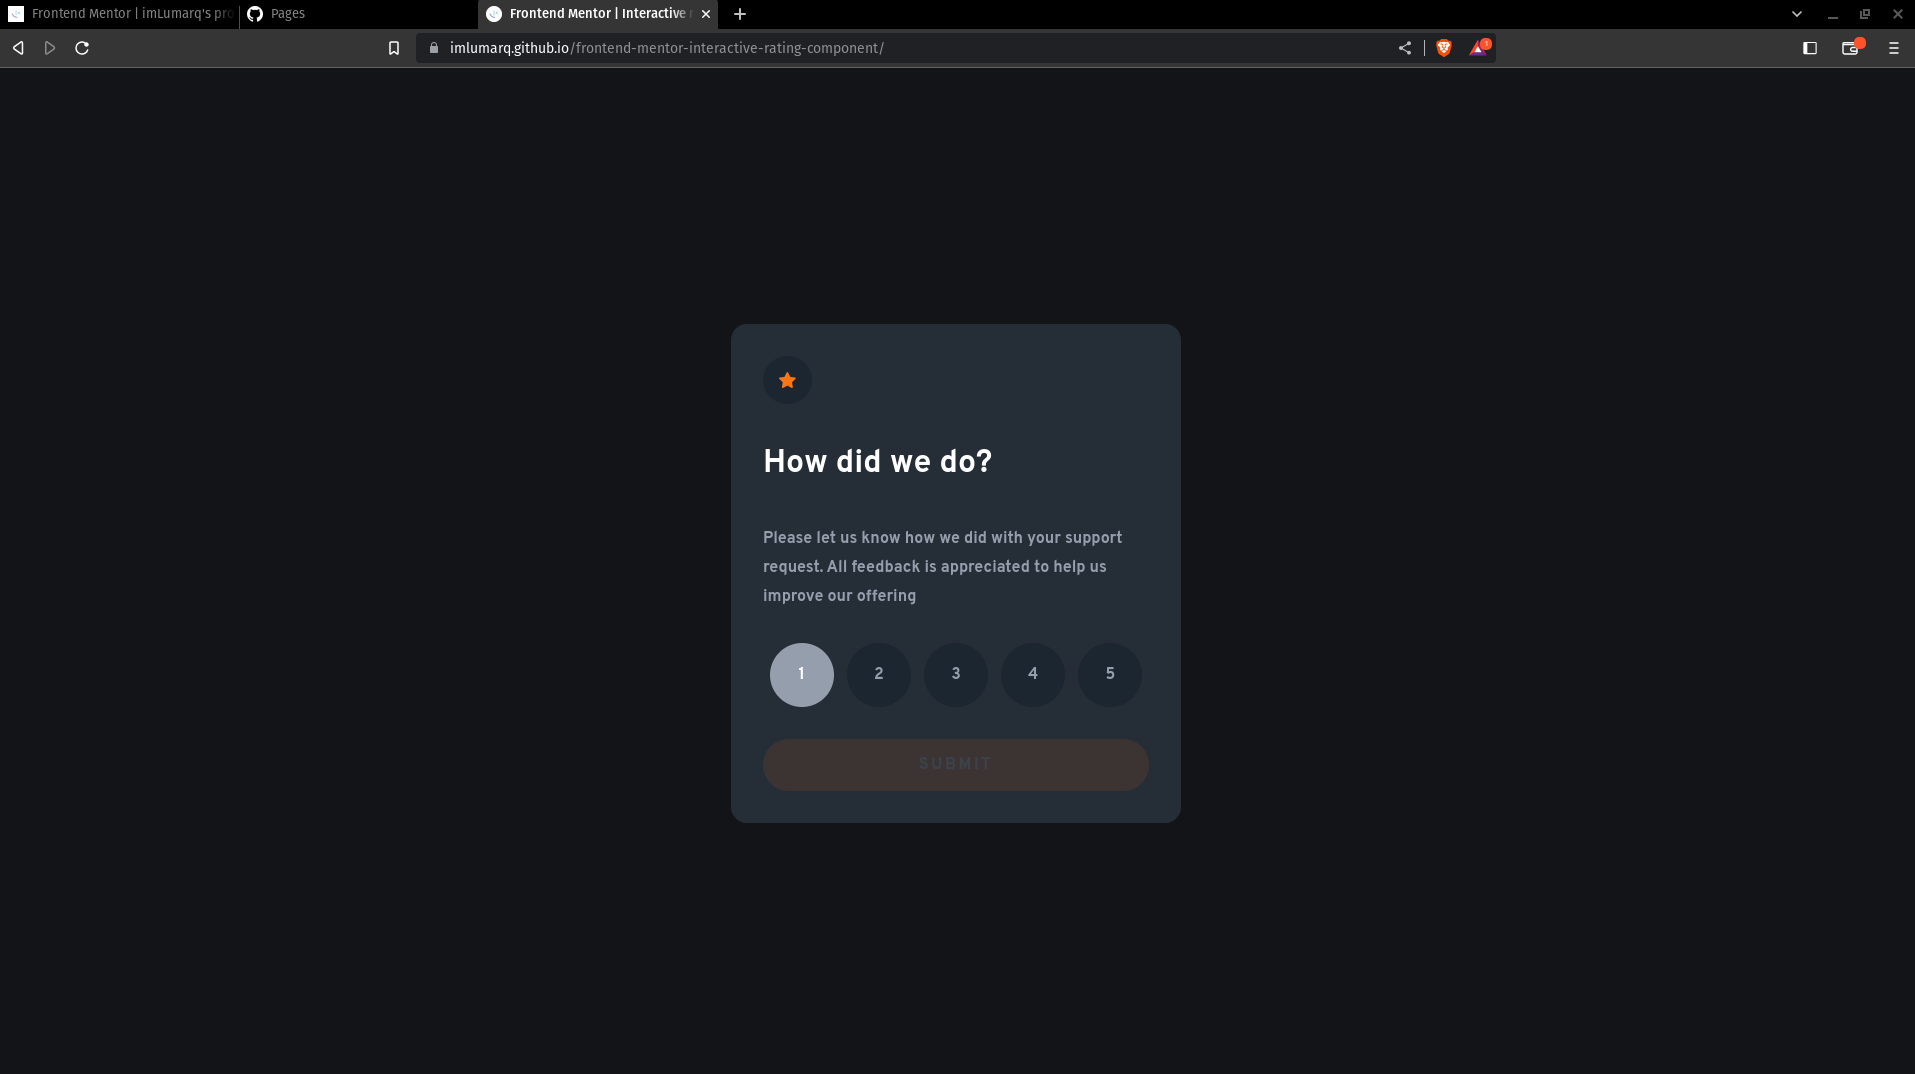 Frontend Mentor | imLumarq's pro
Pages
Frontend Mentor | Interactive r
imlumarq.github.io/frontend-mentor-interactive-rating-component/
1
How did we do?
Please let us know how we did with your support
request. All feedback is appreciated to help us
improve our offering
1 2 3 4 5
SUBMIT